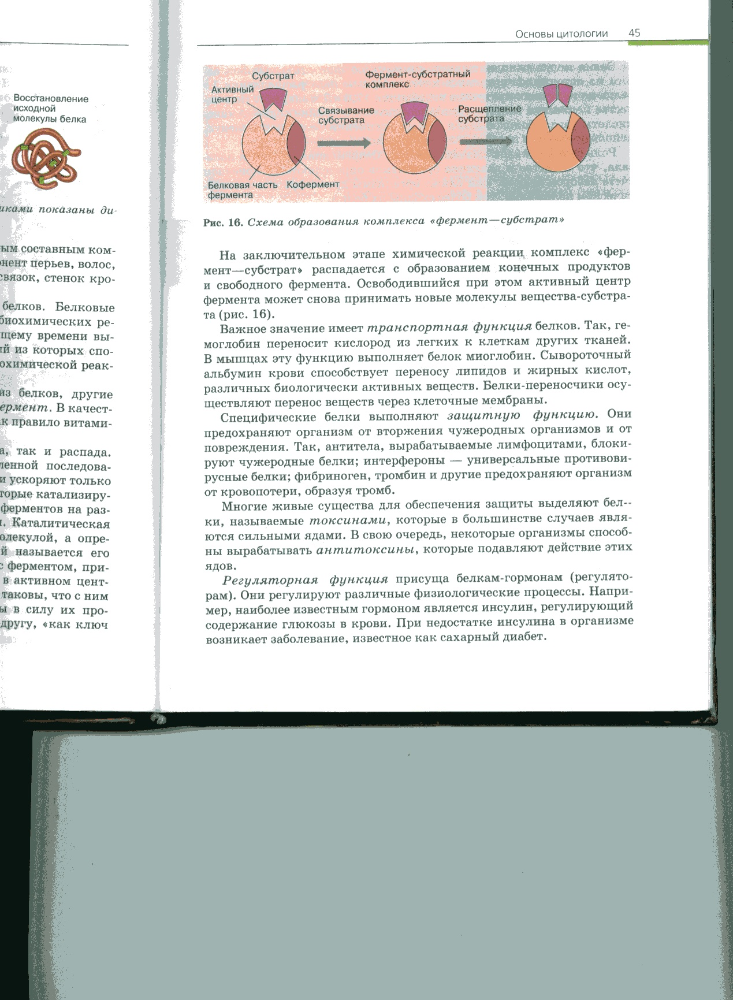 Восстановление
исходной
молекулы белка
показаны ди-
ым составным ком-
нент перьев, волос,
связок, стенок кро-
белков. Белковые
биохимических ре-
щему времени вы-
ий из которых спо-
охимической реак-
из белков, другие
ермент. В качест-
к правило витами-
а, так и распада.
ленной последова-
и ускоряют только
торые катализиру-
ферментов на раз-
Каталитическая
олекулой, а опре-
й называется его
с ферментом, при-
в активном цент-
таковы, что с ним
ы в силу их про-
другу, «как ключ
Основы цитологии 45
Субстрат
Активный
центр
Связывание
субстрата
Фермент-субстратный
комплекс
Расщепление
субстрата
Белковая часть
фермента
Кофермент
Рис. 16. Схема образования комплекса «фермент—субстрат»
На заключительном этапе химической реакции комплекс «фер-
мент—субстрат» распадается с образованием конечных продуктов
и свободного фермента. Освободившийся при этом активный центр
фермента может снова принимать новые молекулы вещества-субстра-
та (рис. 16).
Важное значение имеет транспортная функция белков. Так, ге-
моглобин переносит кислород из легких к клеткам других тканей.
В мышцах эту функцию выполняет белок миоглобин. Сывороточный
альбумин крови способствует переносу липидов и жирных кислот,
различных биологически активных веществ. Белки-переносчики осу-
ществляют перенос веществ через клеточные мембраны.
Специфические белки выполняют защитную функцию. Они
предохраняют организм от вторжения чужеродных организмов и от
повреждения. Так, антитела, вырабатываемые лимфоцитами, блоки-
руют чужеродные белки; интерфероны — универсальные противови-
русные белки; фибриноген, тромбин и другие предохраняют организм
от кровопотери, образуя тромб.
Многие живые существа для обеспечения защиты выделяют бел--
ки, называемые токсинами, которые в большинстве случаев явля-
ются сильными ядами. В свою очередь, некоторые организмы способ-
ны вырабатывать антитоксины, которые подавляют действие этих
ядов.
Регуляторная функция присуща белкам-гормонам (регулято-
рам). Они регулируют различные физиологические процессы. Напри-
мер, наиболее известным гормоном является инсулин, регулирующий
содержание глюкозы в крови. При недостатке инсулина в организме
возникает заболевание, известное как сахарный диабет.